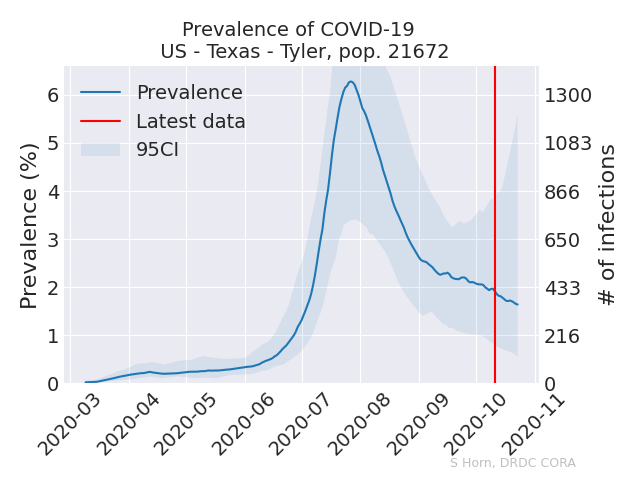 Prevalence of COVID-19
US - Texas - Tyler, pop. 21672
Prevalence
Latest data
95CI
Prevalence (%)
6
5
4
3
2
1
0
1300
1083
866
650
433
216
0
# of infections
2020-03
2020-04
2020-05
2020-06
2020-07
2020-08
2020-09
2020-10
2020-11
S Horn, DRDC CORA